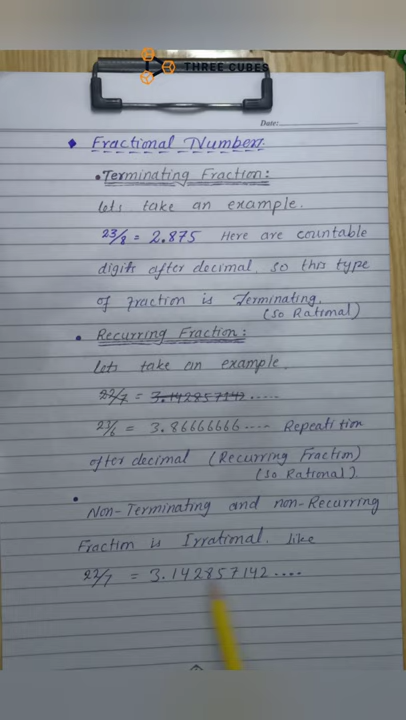 THREE CUBES
Date:
Fractional Numbers.
Terminating Fraction:
lets take an example.
23/8 = 2.875 Here are countable
digits after decimal, so this type
of Fraction is Terminating.
(So Rational)
Recurring Fraction:
lets take an example.
22/7 = 3.142857142.....
23/6 = 3.86666666.... Repeatition
after decimal (Recurring Fraction)
(So Rational).
Non-Terminating and non-Recurring
Fraction is Irrational. like
22/7 = 3.142857142....